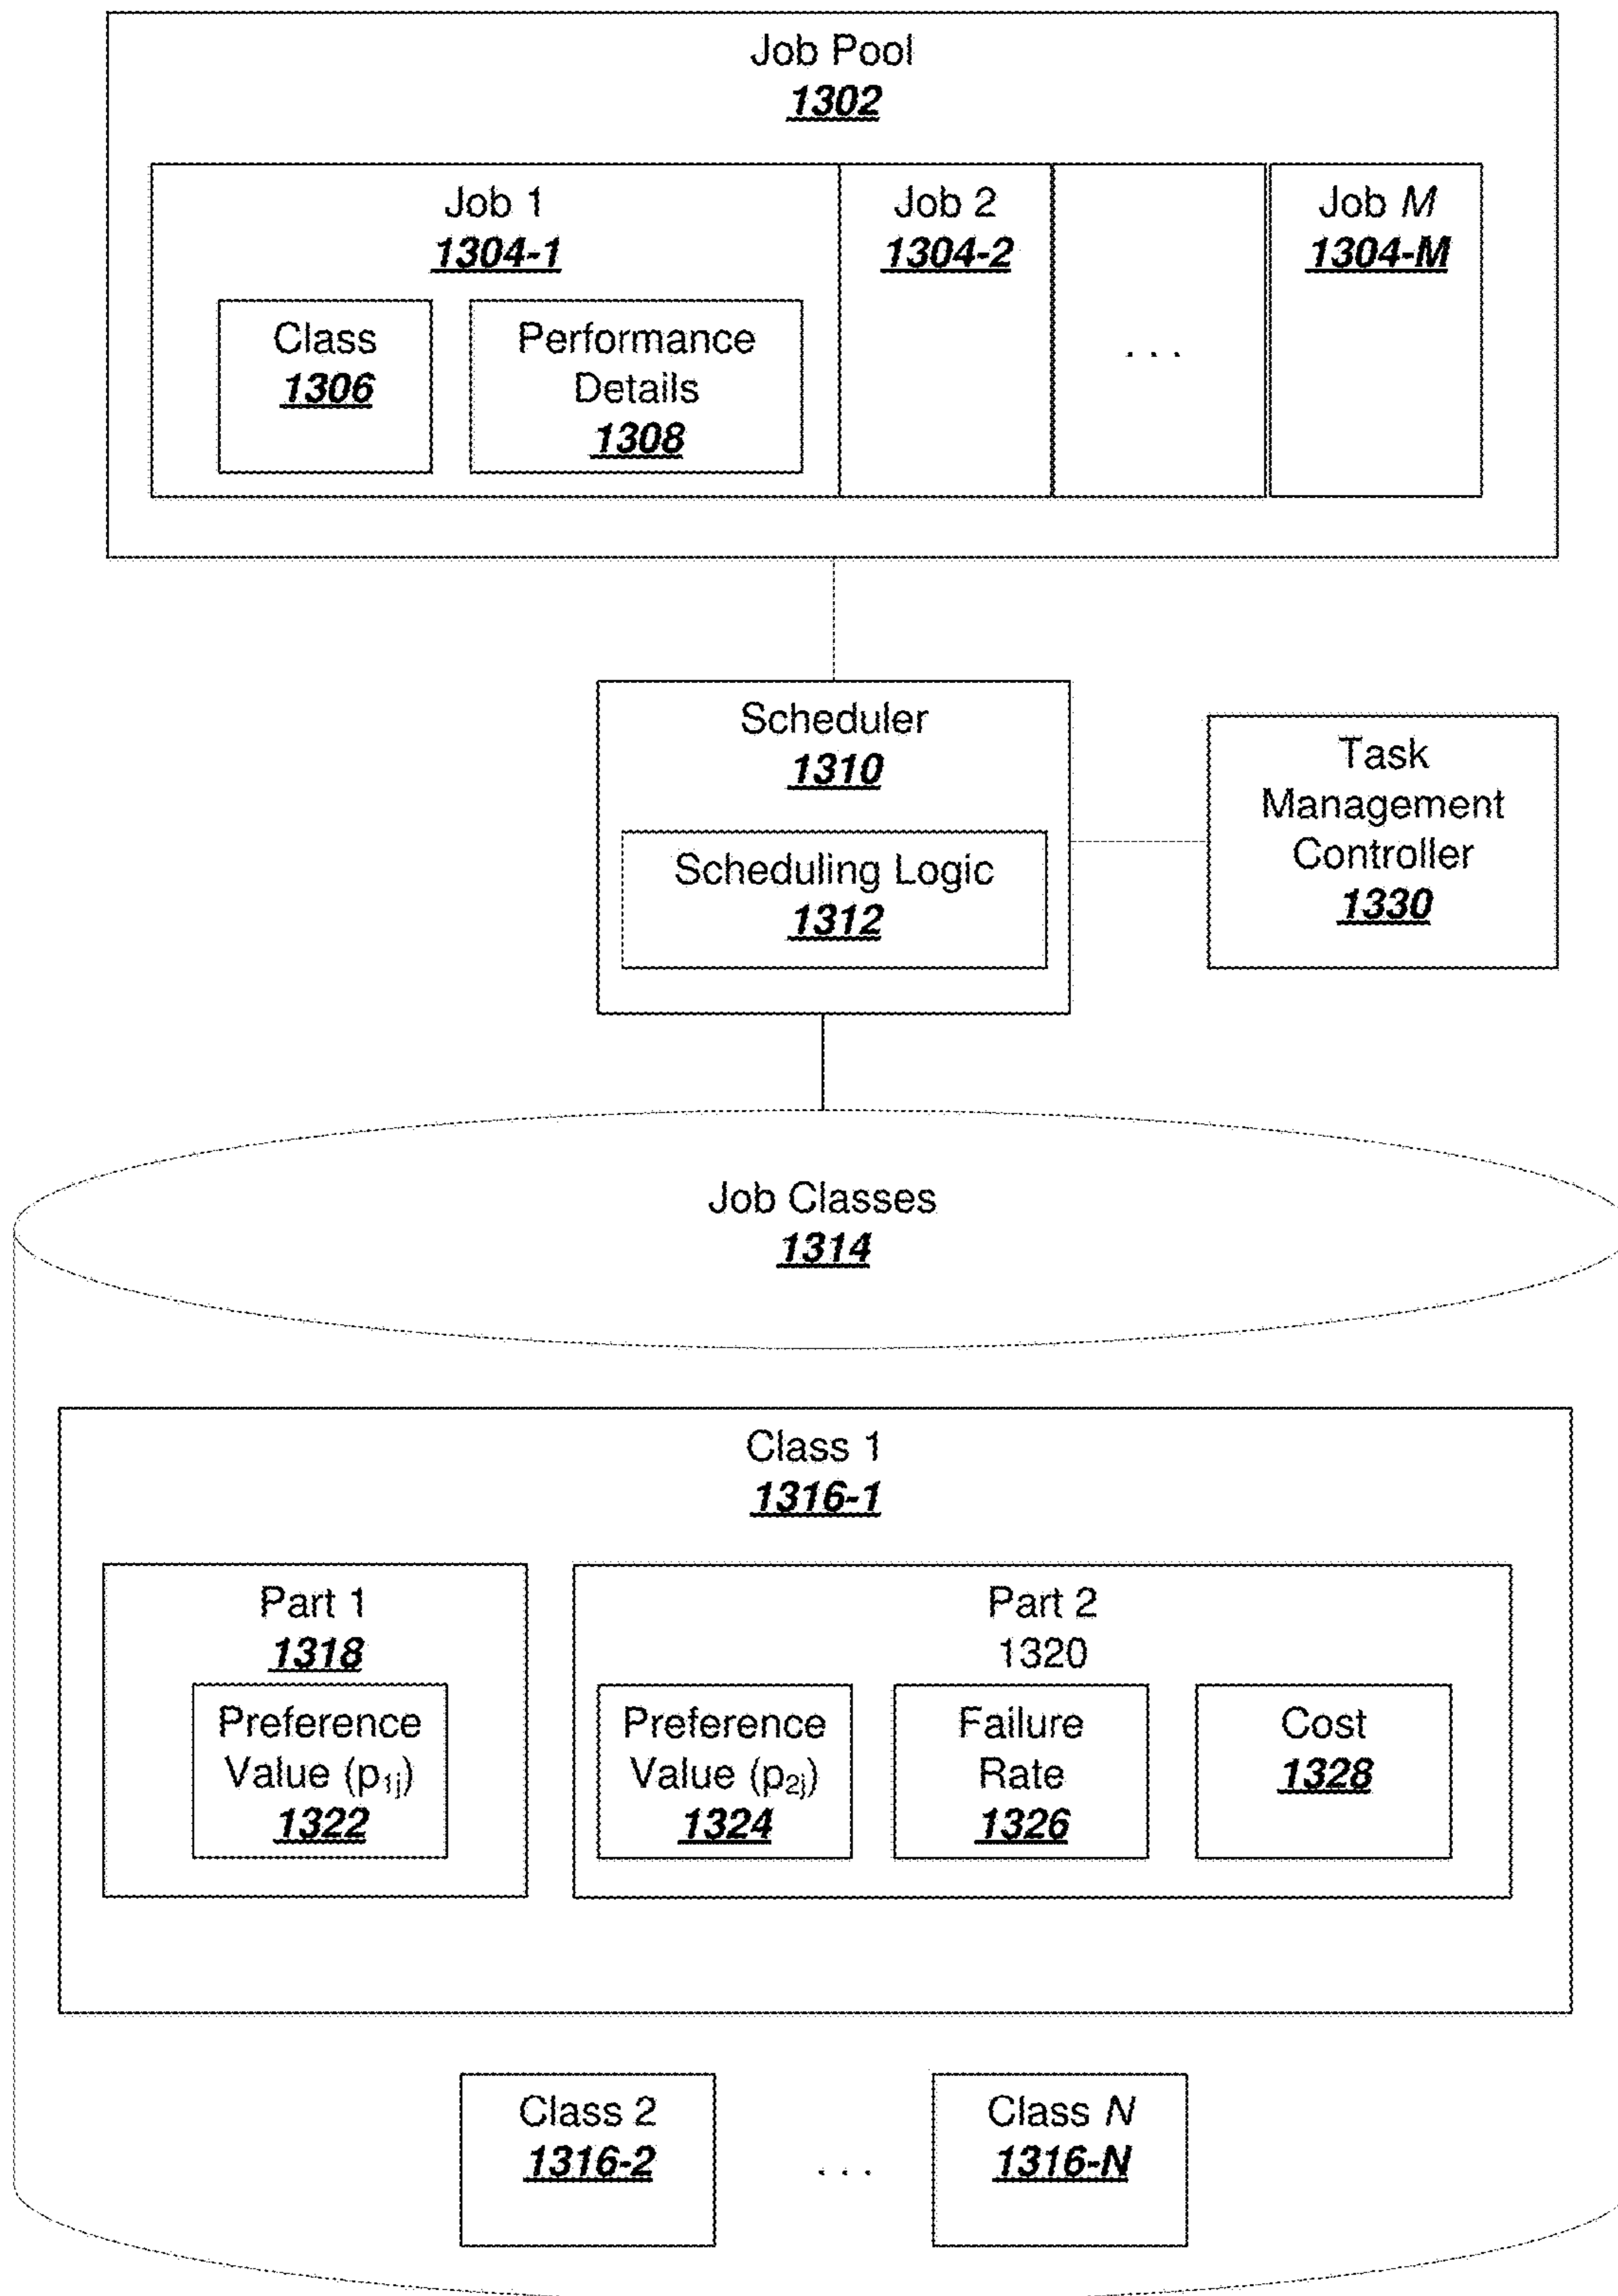 Job Pool
1302
Job 1
1304-1
Job 2
1304-2
Job M
1304-M
Class
1306
Performance
Details
1308
. . .
Scheduler
1310
Scheduling Logic
1312
Task
Management
Controller
1330
Job Classes
1314
Class 1
1316-1
Part 1
1318
Preference
Value (p1j)
1322
Part 2
1320
Preference
Value (p2j)
1324
Failure
Rate
1326
Cost
1328
Class 2
1316-2
. . .
Class N
1316-N